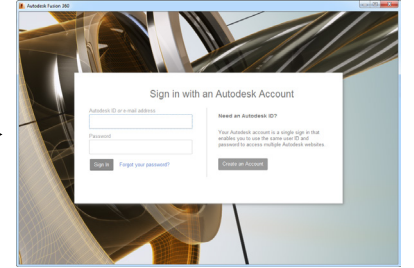 Autodesk Fusion 360
Sign in with an Autodesk Account
Autodesk ID or e-mail address
Password
Sign in
Forgot your password?
Need an Autodesk ID?
Your Autodesk account is a single sign in that
enables you to use the same user ID and
password to access multiple Autodesk websites.
Create an Account